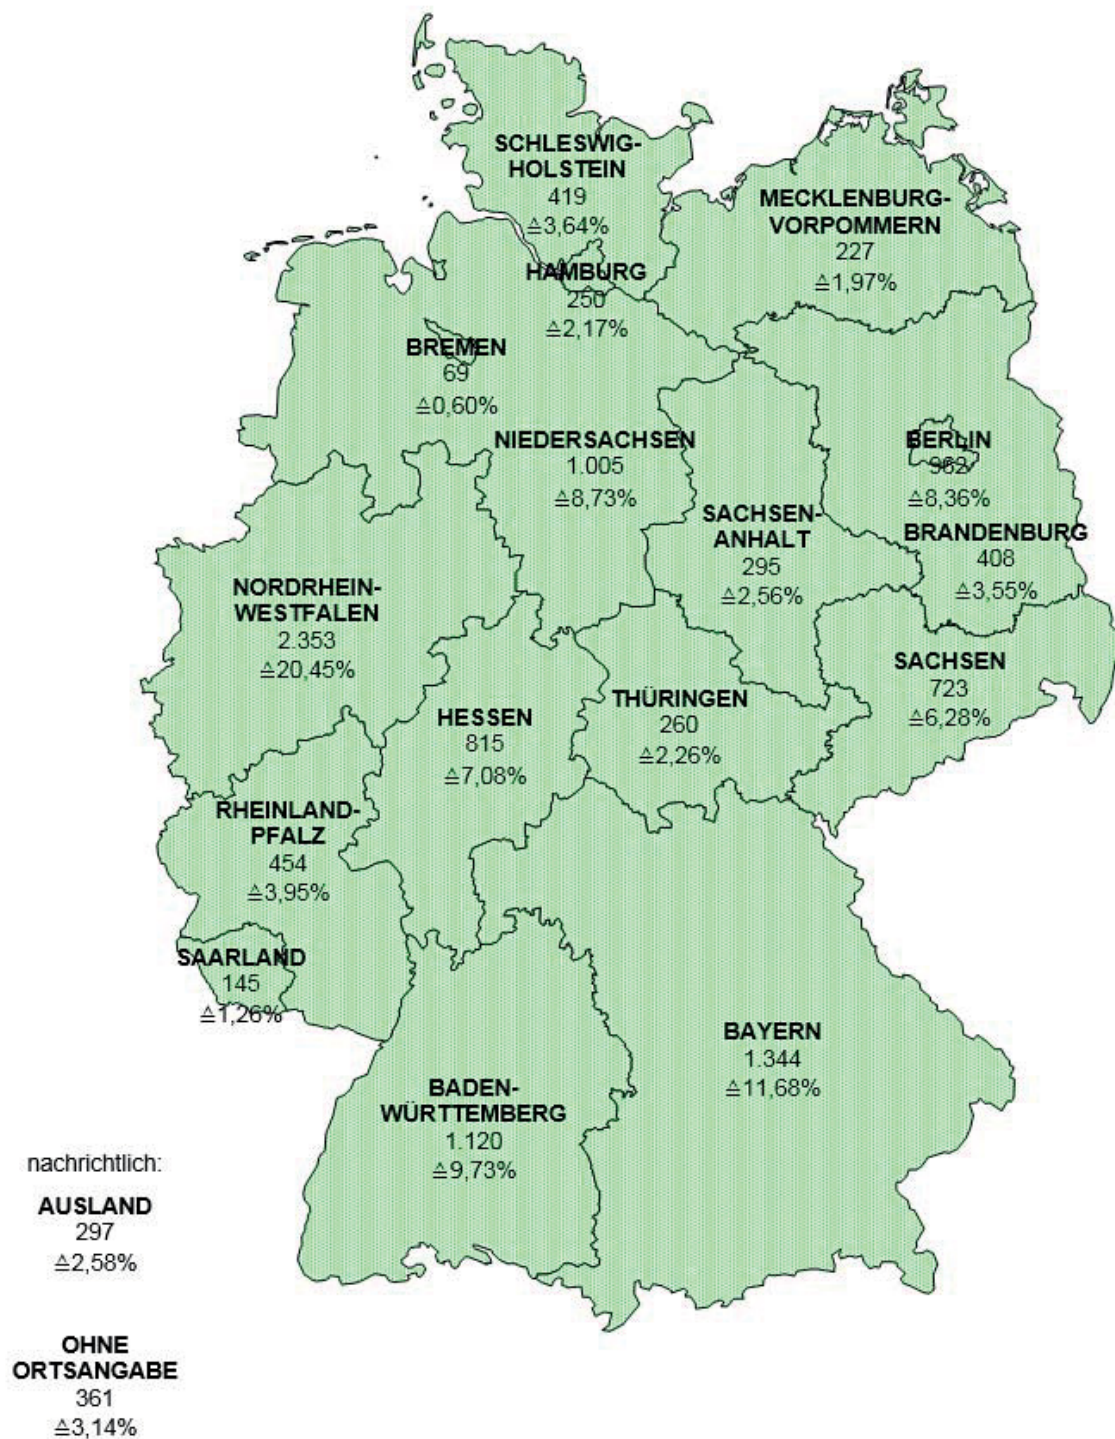 SCHLESWIG-
HOLSTEIN
419
≙3,64%
MECKLENBURG-
VORPOMMERN
227
≙1,97%
HAMBURG
250
≙2,17%
BREMEN
69
≙0,60%
NIEDERSACHSEN
1.005
≙8,73%
BERLIN
962
≙8,36%
SACHSEN-
ANHALT
295
≙2,56%
BRANDENBURG
408
≙3,55%
NORDRHEIN-
WESTFALEN
2.353
≙20,45%
SACHSEN
723
≙6,28%
THÜRINGEN
260
≙2,26%
HESSEN
815
≙7,08%
RHEINLAND-
PFALZ
454
≙3,95%
SAARLAND
145
≙1,26%
BAYERN
1.344
≙11,68%
BADEN-
WÜRTTEMBERG
1.120
≙9,73%
nachrichtlich:
AUSLAND
297
≙2,58%
OHNE
ORTSANGABE
361
≙3,14%